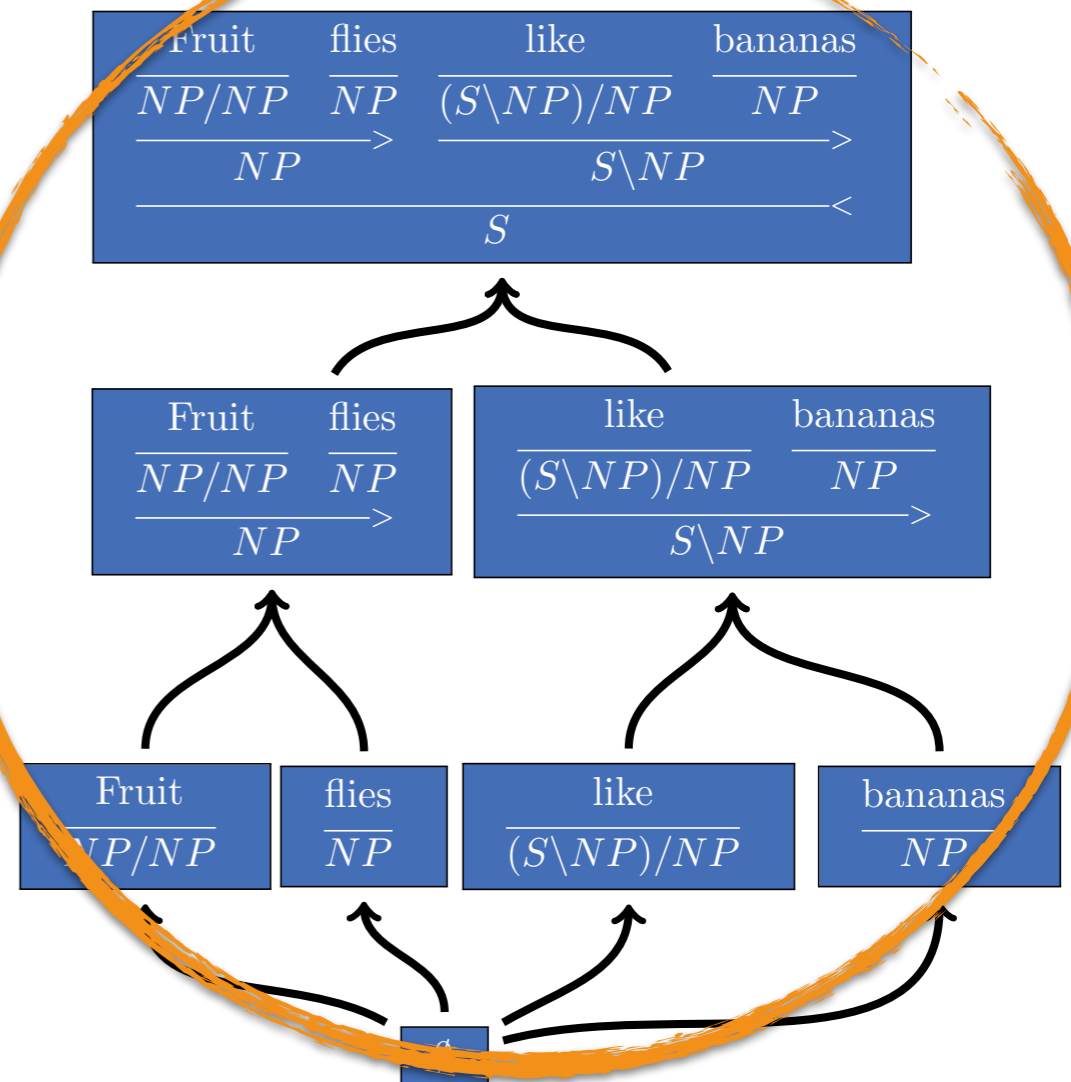 Fruit flies like bananas
NP/NP NP (S\NP)/NP NP
> >
NP S\NP
<
S
Fruit flies
NP/NP NP
>
NP
like bananas
(S\NP)/NP NP
>
S\NP
Fruit
NP/NP
flies
NP
like
(S\NP)/NP
bananas
NP